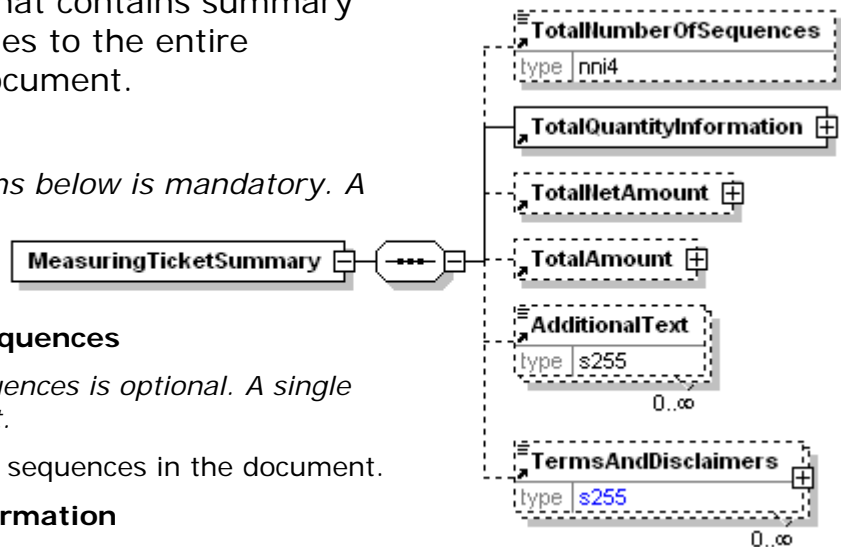 hat contains summary
es to the entire
ocument.
ns below is mandatory. A
quences
uences is optional. A single
t.
sequences in the document.
rmation
MeasuringTicketSummary
TotalNumberOfSequences
type nni4
TotalQuantityInformation
TotalNetAmount
TotalAmount
AdditionalText
type s255
0..∞
TermsAndDisclaimers
type s255
0..∞